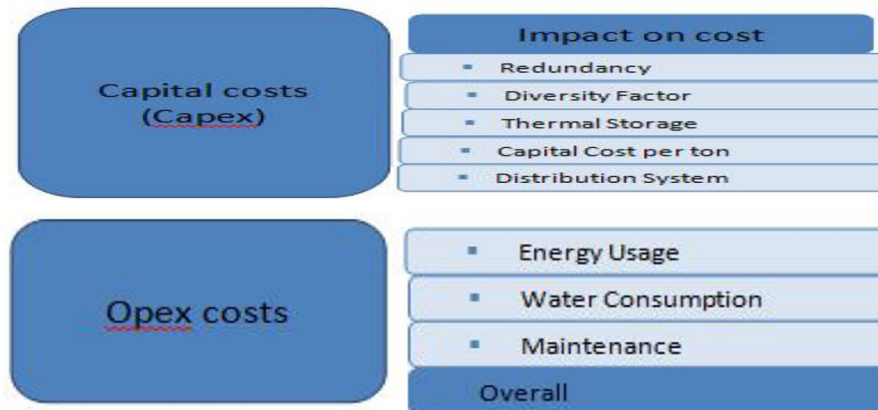 Capital costs
(Capex)
Impact on cost
▪ Redundancy
▪ Diversity Factor
▪ Thermal Storage
▪ Capital Cost per ton
▪ Distribution System
Opex costs
▪ Energy Usage
▪ Water Consumption
▪ Maintenance
Overall